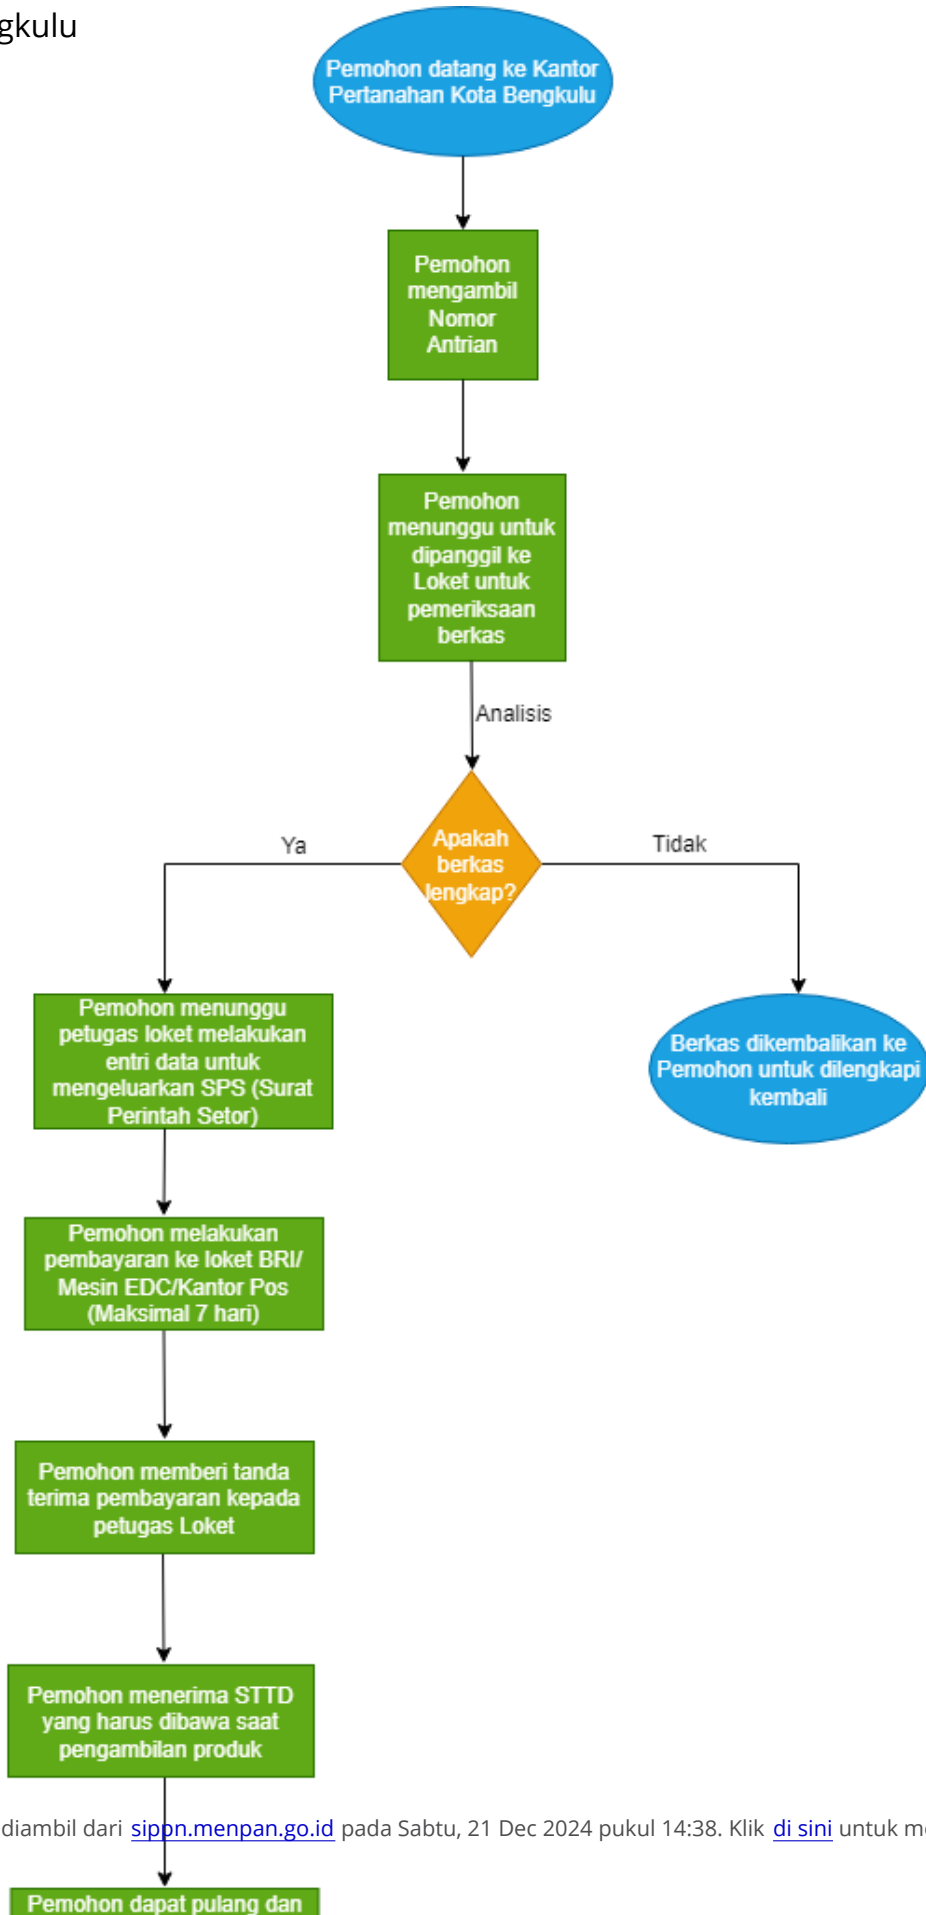 gkulu
Pemohon datang ke Kantor
Pertanahan Kota Bengkulu
Pemohon
mengambil
Nomor
Antrian
Pemohon
menunggu untuk
dipanggil ke
Loket untuk
pemeriksaan
berkas
Analisis
Apakah
berkas
lengkap?
Ya
Tidak
Pemohon menunggu
petugas loket melakukan
entri data untuk
mengeluarkan SPS (Surat
Perintah Setor)
Berkas dikembalikan ke
Pemohon untuk dilengkapi
kembali
Pemohon melakukan
pembayaran ke loket BRI/
Mesin EDC/Kantor Pos
(Maksimal 7 hari)
Pemohon memberi tanda
terima pembayaran kepada
petugas Loket
Pemohon menerima STTD
yang harus dibawa saat
pengambilan produk
diambil dari sippn.menpan.go.id pada Sabtu, 21 Dec 2024 pukul 14:38. Klik di sini untuk me
Pemohon dapat pulang dan